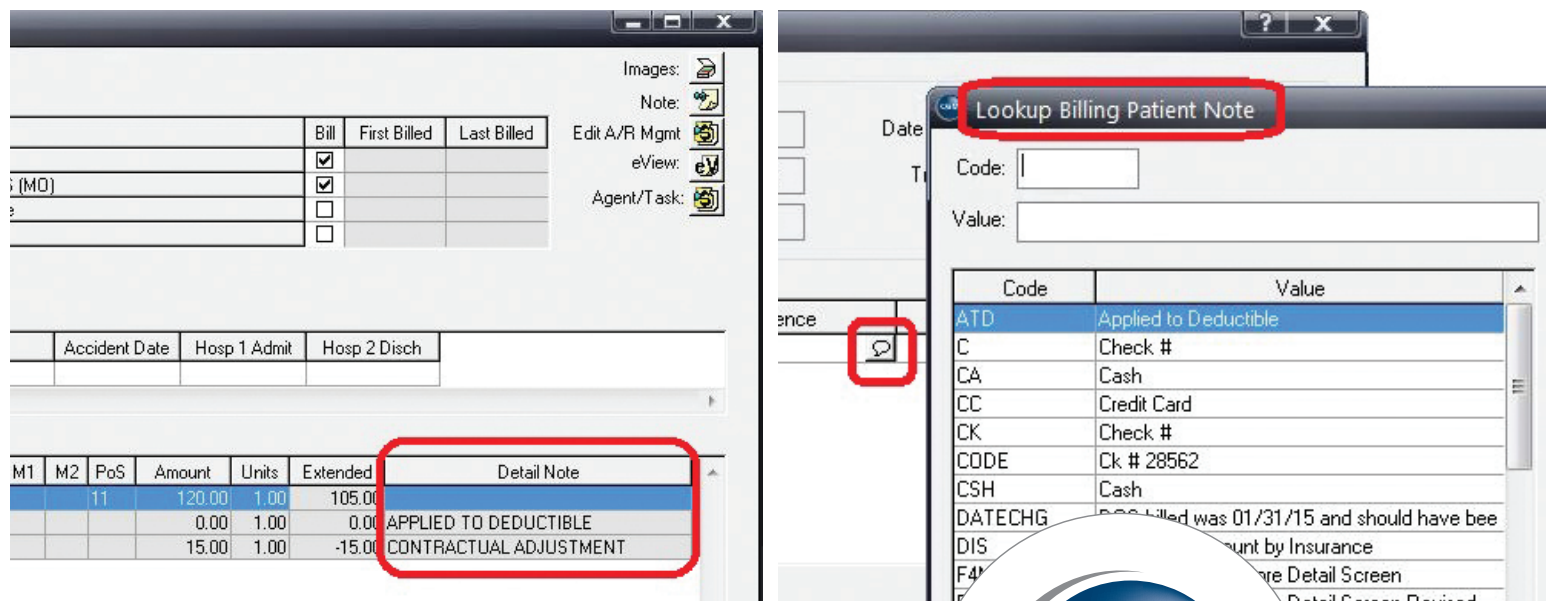 Images:
Note:
Bill First Billed Last Billed Edit A/R Mgmt
eView:
(MO)
Agent/Task:
Accident Date Hosp 1 Admit Hosp 2 Disch
M1 M2 PoS Amount Units Extended Detail Note
11 120.00 1.00 105.00
0.00 1.00 0.00 APPLIED TO DEDUCTIBLE
15.00 1.00 -15.00 CONTRACTUAL ADJUSTMENT
Lookup Billing Patient Note
Date
Code:
Value:
Code Value
ence
ATD Applied to Deductible
C Check #
CA Cash
CC Credit Card
CK Check #
CODE Ck # 28562
CSH Cash
DATECHG billed was 01/31/15 and should have bee
DIS unt by Insurance
Detail Screen